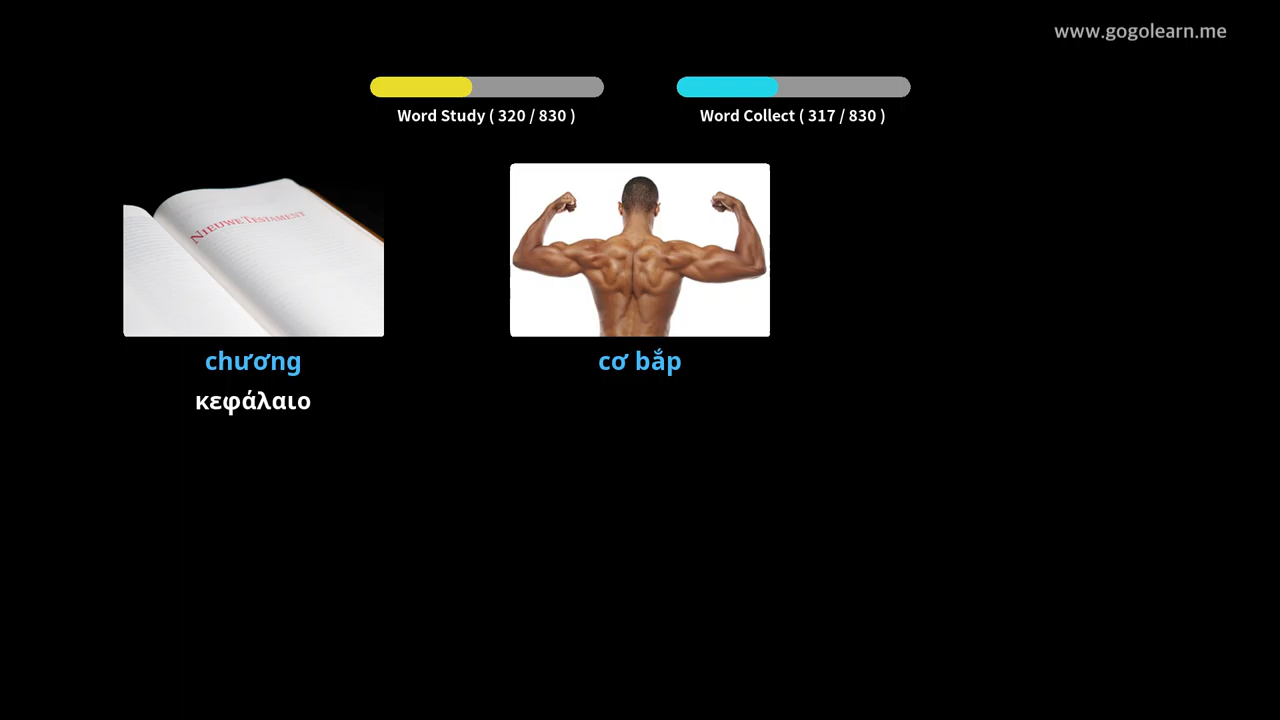 www.gogolearn.me
Word Study ( 320 / 830 )
Word Collect ( 317 / 830 )
NIEUWE TESTAMENT
chương
cơ bắp
κεφάλαιο